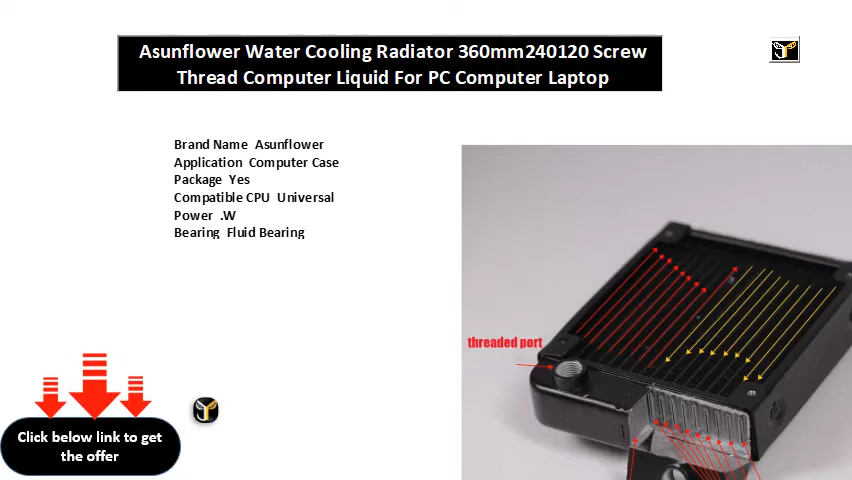 Asunflower Water Cooling Radiator 360mm240120 Screw
Thread Computer Liquid For PC Computer Laptop
Brand Name  Asunflower
Application  Computer Case
Package  Yes
Compatible CPU  Universal
Power  .W
Bearing  Fluid Bearing
threaded port
Click below link to get
the offer